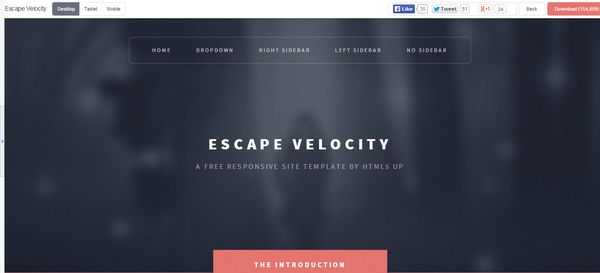 Escape Velocity Desktop Tablet Mobile Like 35 Tweet 51 g+1 24 Back Download (154,858)
HOME DROPDOWN RIGHT SIDEBAR LEFT SIDEBAR NO SIDEBAR
ESCAPE VELOCITY
A FREE RESPONSIVE SITE TEMPLATE BY HTML5 UP
THE INTRODUCTION